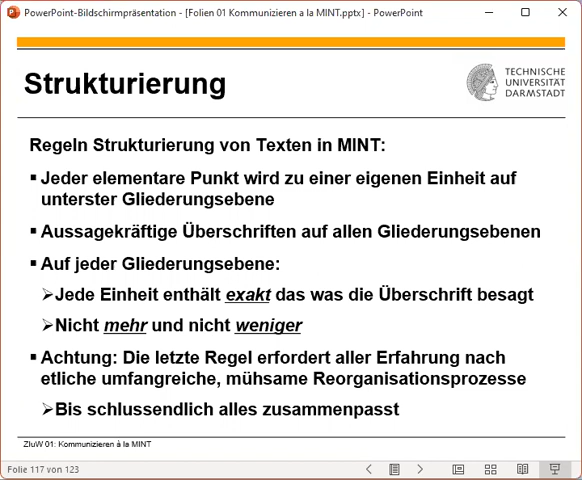 PowerPoint-Bildschirmpräsentation - [Folien 01 Kommunizieren a la MINT.pptx] - PowerPoint
Strukturierung
TECHNISCHE
UNIVERSITÄT
DARMSTADT
Regeln Strukturierung von Texten in MINT:
▪ Jeder elementare Punkt wird zu einer eigenen Einheit auf
unterster Gliederungsebene
▪ Aussagekräftige Überschriften auf allen Gliederungsebenen
▪ Auf jeder Gliederungsebene:
➢Jede Einheit enthält exakt das was die Überschrift besagt
➢Nicht mehr und nicht weniger
▪ Achtung: Die letzte Regel erfordert aller Erfahrung nach
etliche umfangreiche, mühsame Reorganisationsprozesse
➢Bis schlussendlich alles zusammenpasst
ZIuW 01: Kommunizieren à la MINT
Folie 117 von 123